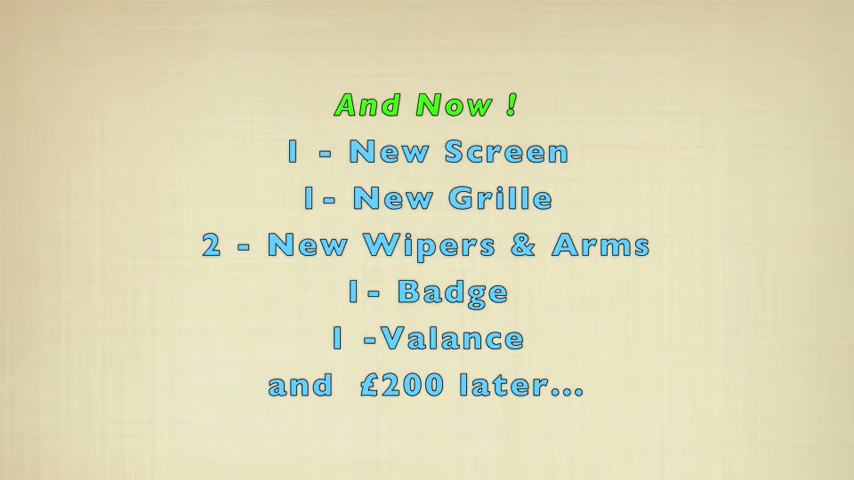 And Now !
1 - New Screen
1- New Grille
2 - New Wipers & Arms
1- Badge
1 -Valance
and £200 later...